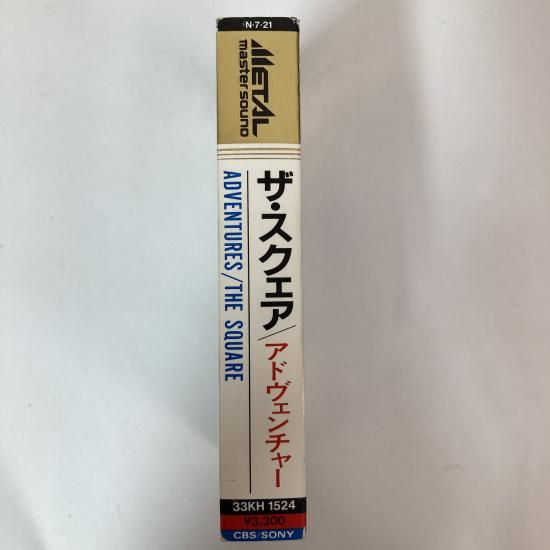 N・7・21
METAL
master sound
ザ・スクェア/アドヴェンチャー
ADVENTURES/THE SQUARE
33KH 1524
¥3,300
CBS/SONY